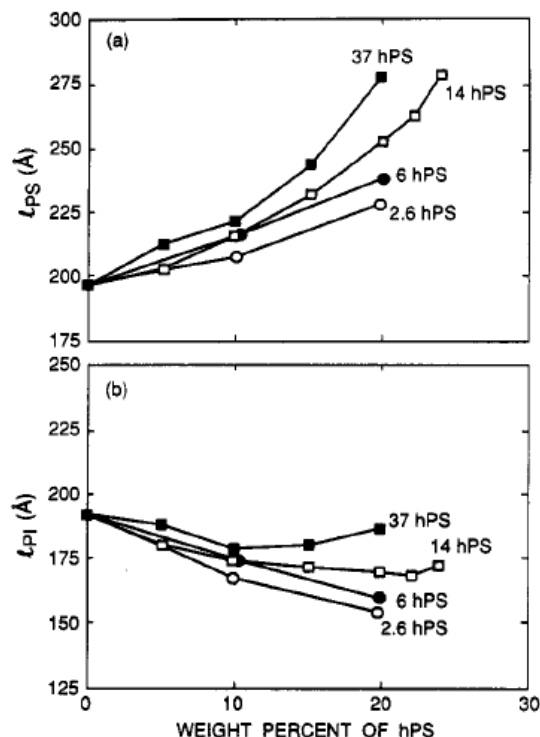 300
(a)
37 hPS
275
14 hPS
250
ℓPS (Å)
6 hPS
225
2.6 hPS
200
175
250
(b)
225
200
ℓPI (Å)
37 hPS
175
14 hPS
6 hPS
150
2.6 hPS
125
0 10 20 30
WEIGHT PERCENT OF hPS